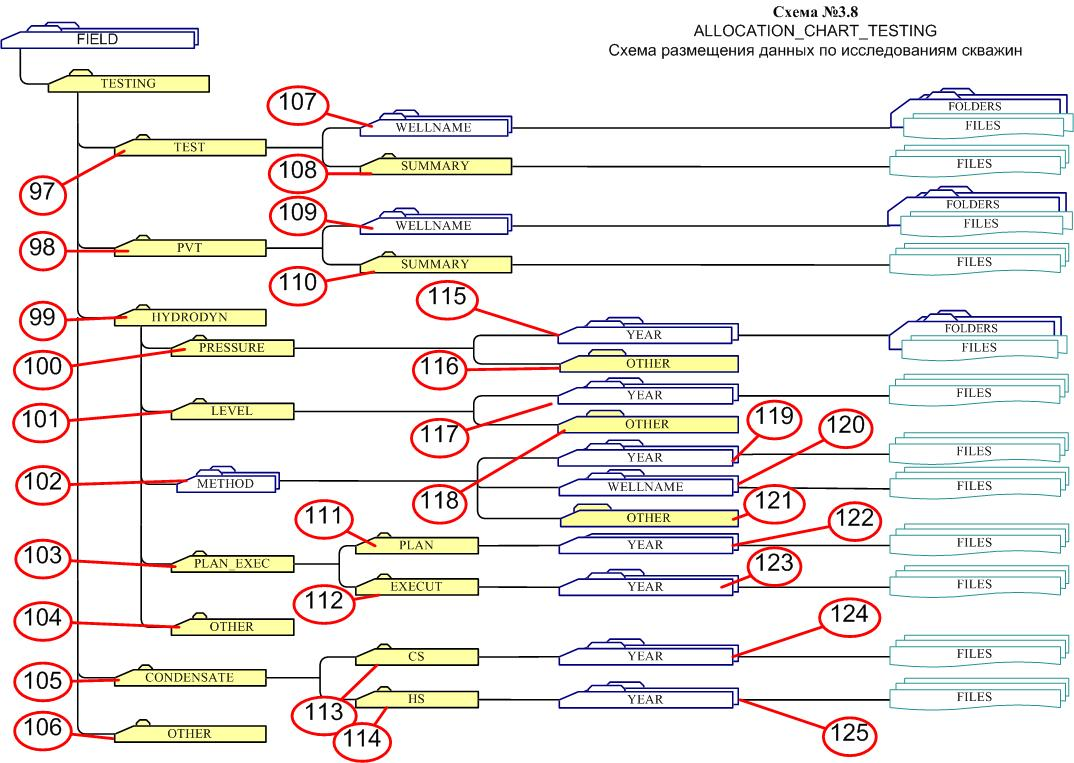 Схема №3.8
ALLOCATION_CHART_TESTING
Схема размещения данных по исследованиям скважин
FIELD
TESTING
107
WELLNAME
FOLDERS
FILES
TEST
108
SUMMARY
FILES
97
109
WELLNAME
FOLDERS
FILES
98
PVT
110
SUMMARY
FILES
99
HYDRODYN
115
YEAR
FOLDERS
FILES
100
PRESSURE
116
OTHER
101
LEVEL
117
YEAR
FILES
118
OTHER
119
YEAR
FILES
102
METHOD
120
WELLNAME
FILES
121
OTHER
111
PLAN
122
YEAR
FILES
103
PLAN_EXEC
112
EXECUT
123
YEAR
FILES
104
OTHER
124
CS
YEAR
FILES
105
CONDENSATE
113
HS
YEAR
FILES
114
125
106
OTHER